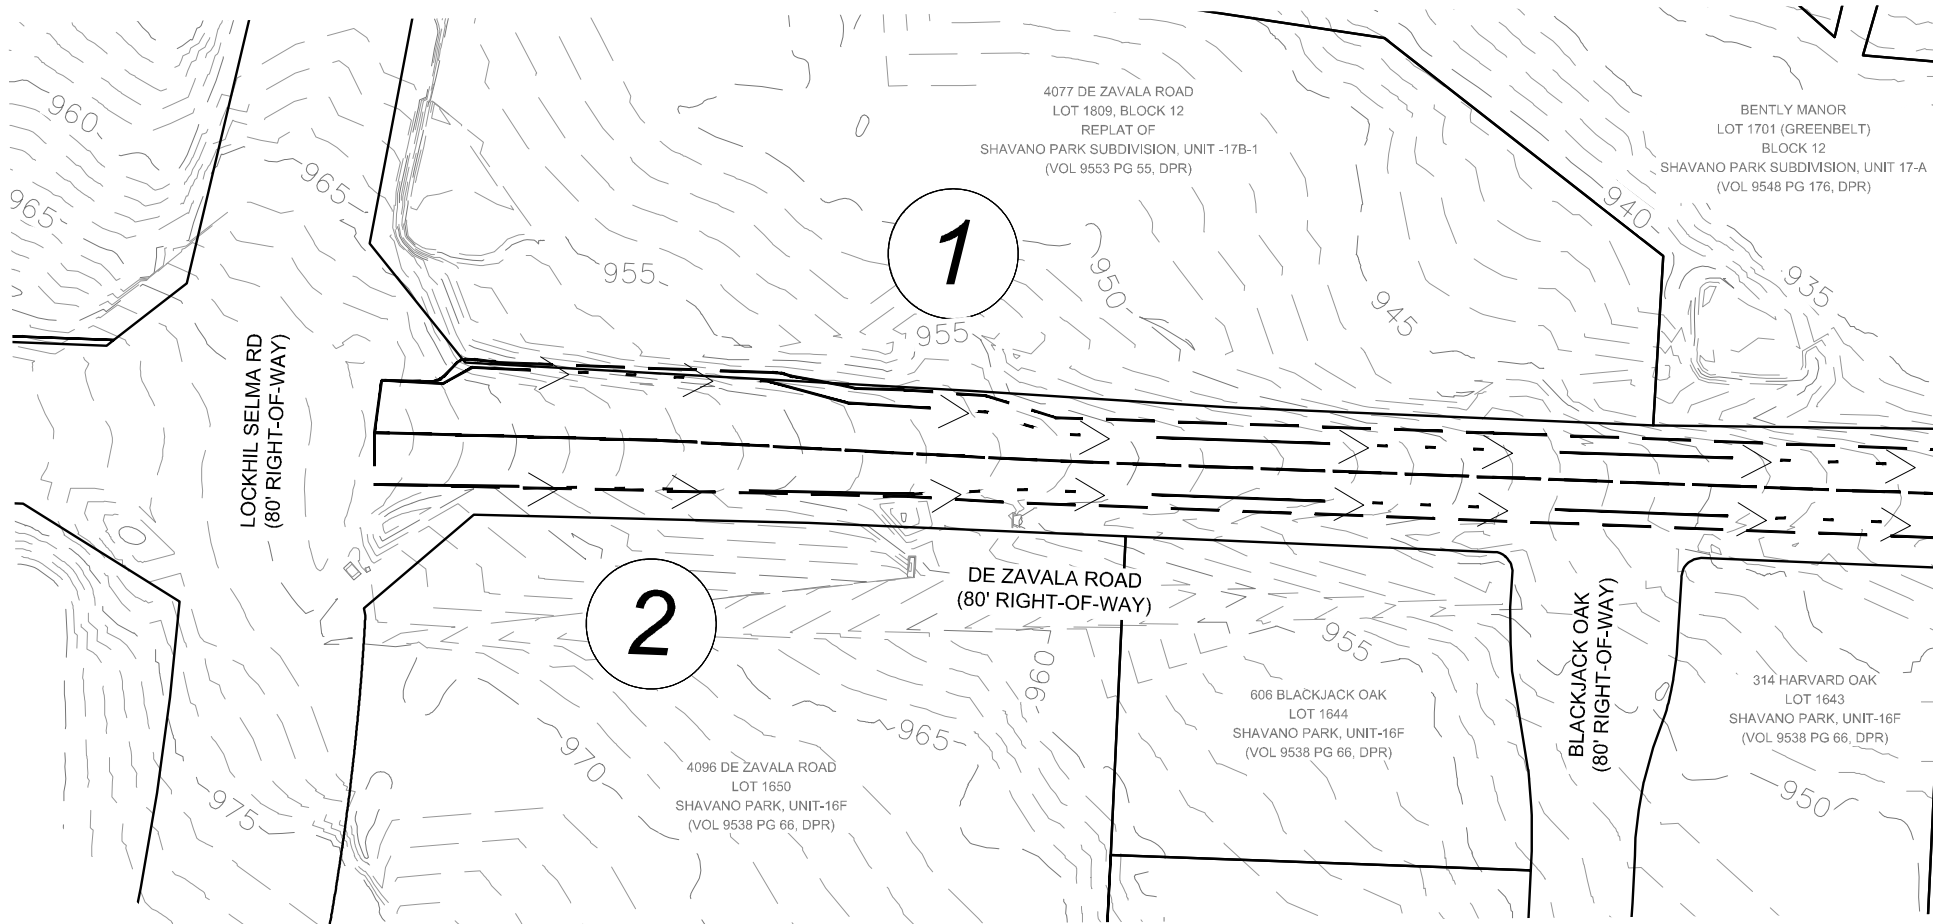 4077 DE ZAVALA ROAD
LOT 1809, BLOCK 12
REPLAT OF
SHAVANO PARK SUBDIVISION, UNIT -17B-1
(VOL 9553 PG 55, DPR)
BENTLY MANOR
LOT 1701 (GREENBELT)
BLOCK 12
SHAVANO PARK SUBDIVISION, UNIT 17-A
(VOL 9548 PG 176, DPR)
960
965
965
940
1
955
950
935
945
955
LOCKHIL SELMA RD
(80' RIGHT-OF-WAY)
2
DE ZAVALA ROAD
(80' RIGHT-OF-WAY)
BLACKJACK OAK
(80' RIGHT-OF-WAY)
955
960
606 BLACKJACK OAK
LOT 1644
SHAVANO PARK, UNIT-16F
(VOL 9538 PG 66, DPR)
314 HARVARD OAK
LOT 1643
SHAVANO PARK, UNIT-16F
(VOL 9538 PG 66, DPR)
965
970
4096 DE ZAVALA ROAD
LOT 1650
SHAVANO PARK, UNIT-16F
(VOL 9538 PG 66, DPR)
975
950